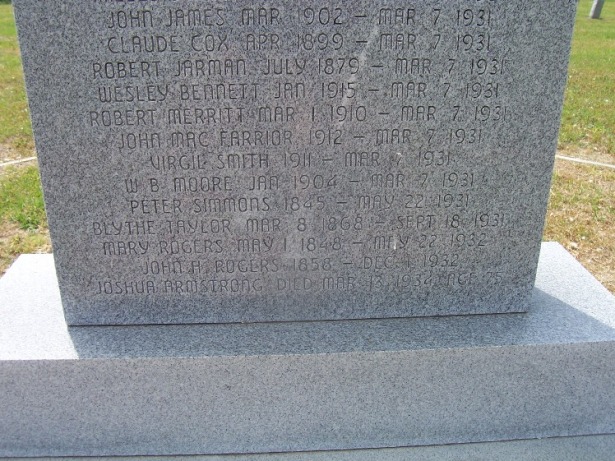 JOHN JAMES MAR 1902 – MAR 7 1931
CLAUDE COX APR 1899 – MAR 7 1931
ROBERT JARMAN JULY 1879 – MAR 7 1931
WESLEY BENNETT JAN 1915 – MAR 7 1931
ROBERT MERRITT MAR 1 1910 – MAR 7 1931
JOHN MAC FARRIOR 1912 – MAR 7 1931
VIRGIL SMITH 1911 – MAR 7 1931
W B MOORE JAN 1904 – MAR 7 1931
PETER SIMMONS 1845 – MAY 22 1931
BLYTHE TAYLOR MAR 8 1868 – SEPT 18 1931
MARY ROGERS MAY 1 1848 – MAY 22 1932
JOHN H. ROGERS 1858 – DEC 1 1932
JOSHUA ARMSTRONG DIED MAR 13 1934 AGE 75